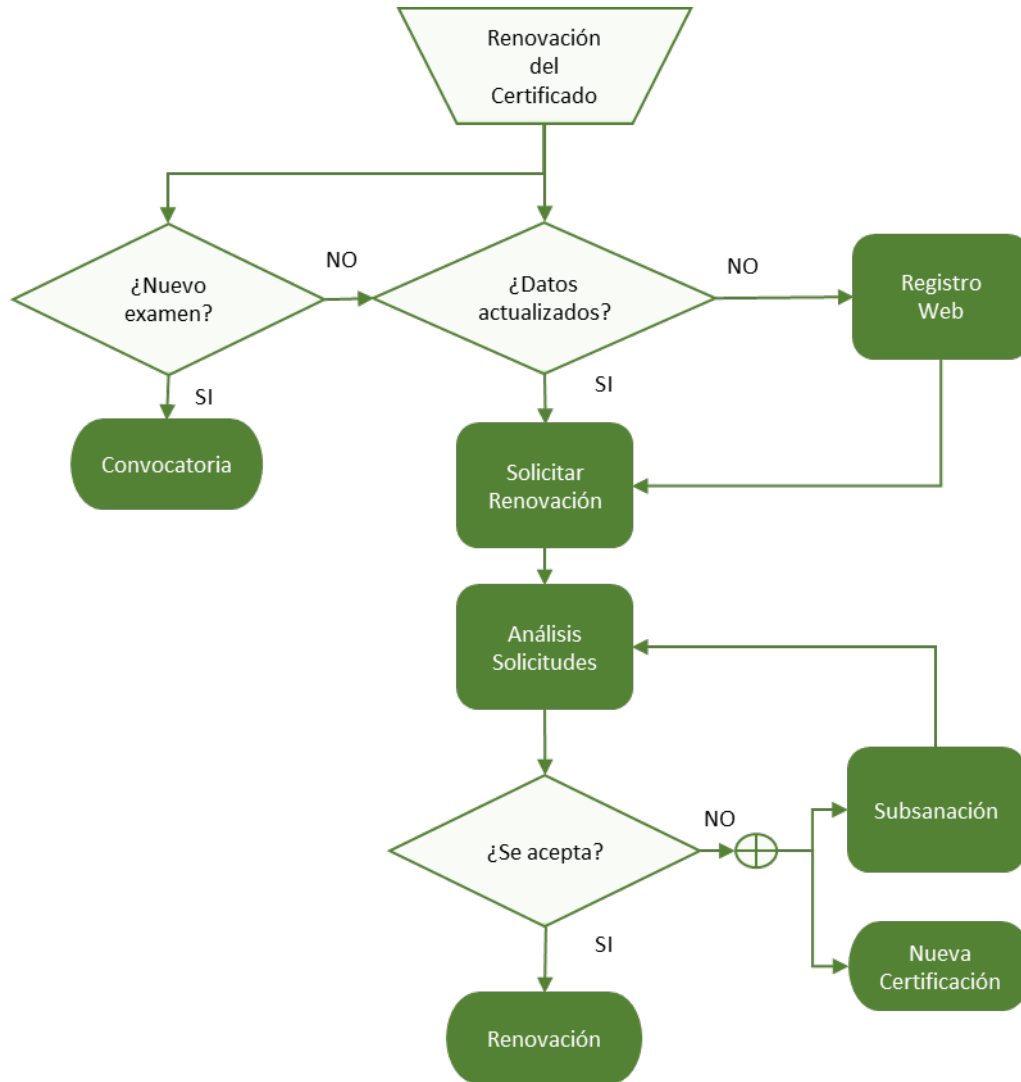 Renovación
del
Certificado
¿Nuevo
examen?
NO
¿Datos
actualizados?
NO
Registro
Web
SI
Convocatoria
SI
Solicitar
Renovación
Análisis
Solicitudes
¿Se acepta?
NO
Subsanación
SI
Nueva
Certificación
Renovación